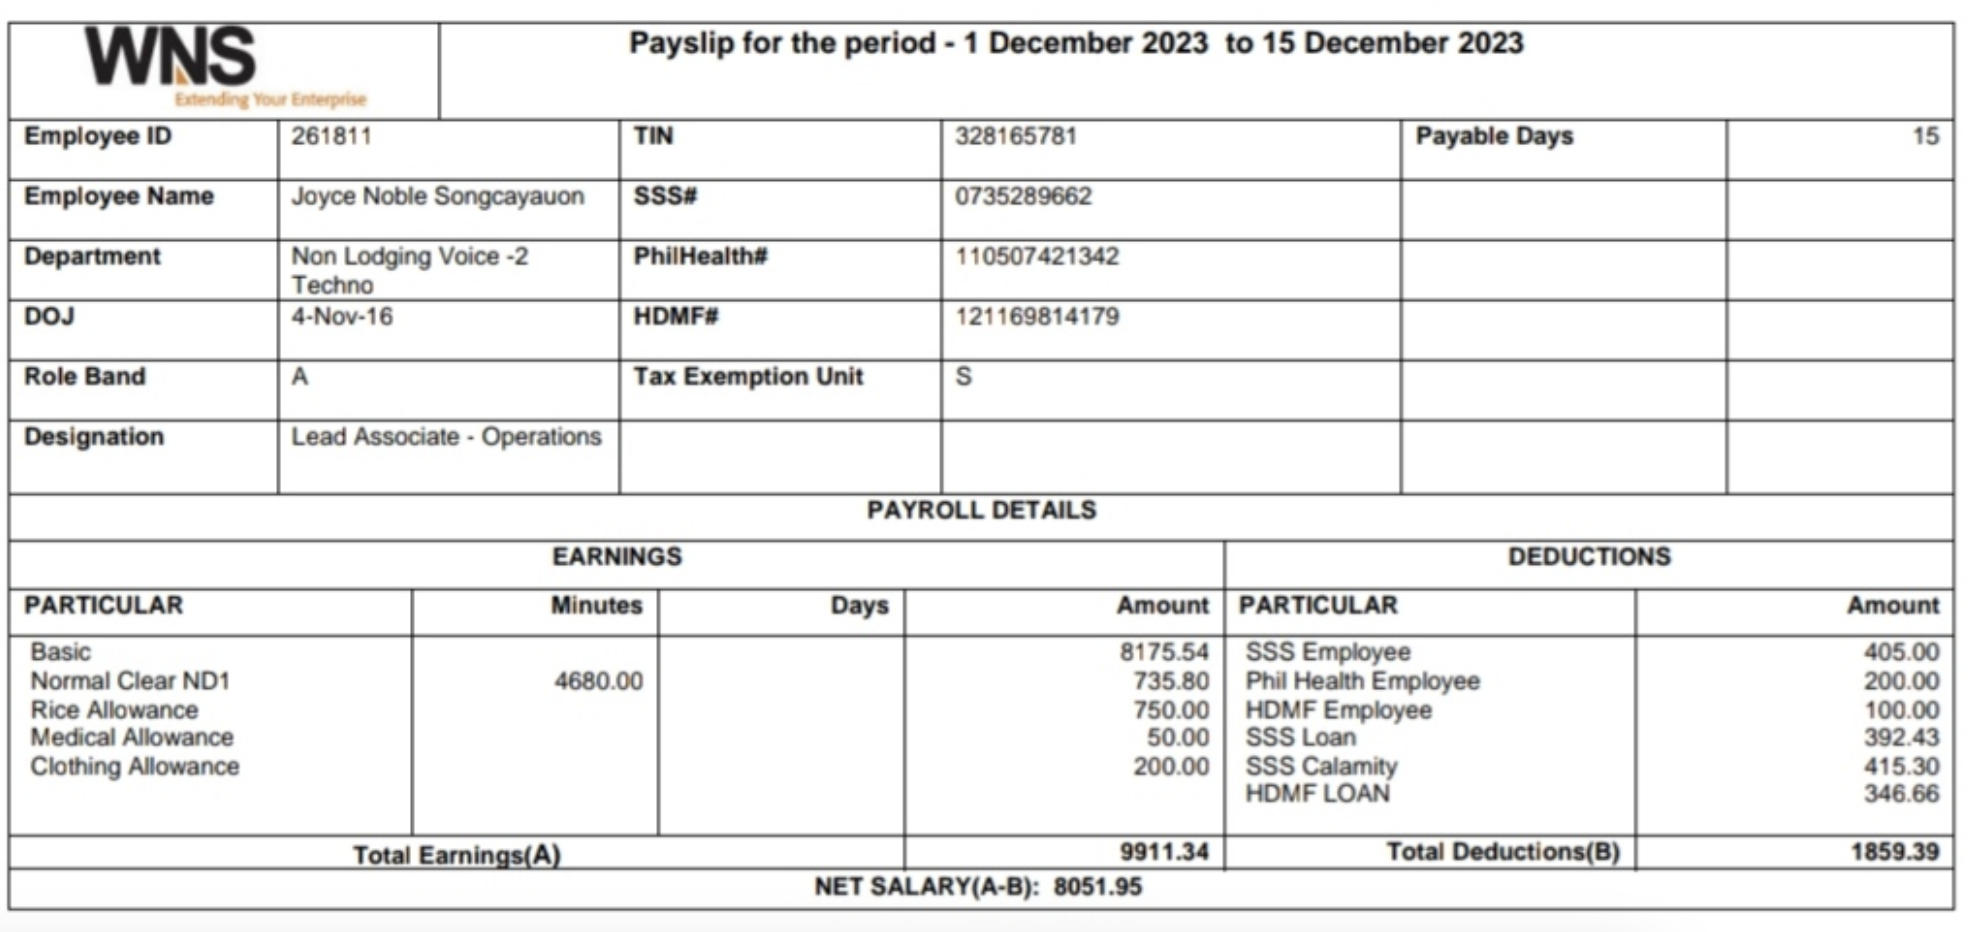 WNS
Extending Your Enterprise
Payslip for the period - 1 December 2023 to 15 December 2023
Employee ID 261811 TIN 328165781 Payable Days 15
Employee Name Joyce Noble Songcayauon SSS# 0735289662
Department Non Lodging Voice -2 PhilHealth# 110507421342
Techno
DOJ 4-Nov-16 HDMF# 121169814179
Role Band A Tax Exemption Unit S
Designation Lead Associate - Operations
PAYROLL DETAILS
EARNINGS DEDUCTIONS
PARTICULAR Minutes Days Amount PARTICULAR Amount
Basic 8175.54 SSS Employee 405.00
Normal Clear ND1 4680.00 735.80 Phil Health Employee 200.00
Rice Allowance 750.00 HDMF Employee 100.00
Medical Allowance 50.00 SSS Loan 392.43
Clothing Allowance 200.00 SSS Calamity 415.30
HDMF LOAN 346.66
Total Earnings(A) 9911.34 Total Deductions(B) 1859.39
NET SALARY(A-B): 8051.95